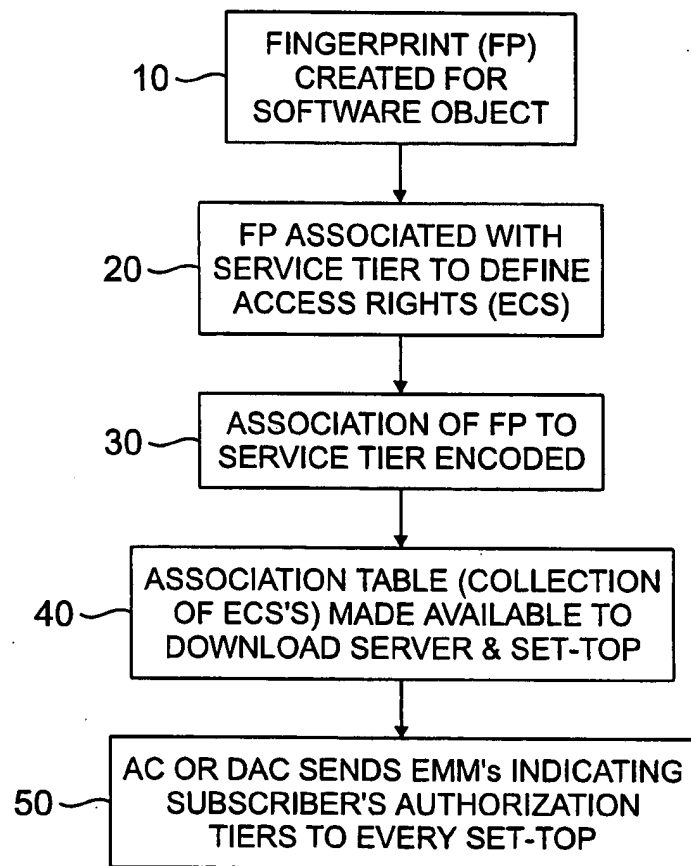 FINGERPRINT (FP)
CREATED FOR
SOFTWARE OBJECT
10
FP ASSOCIATED WITH
SERVICE TIER TO DEFINE
ACCESS RIGHTS (ECS)
20
ASSOCIATION OF FP TO
SERVICE TIER ENCODED
30
ASSOCIATION TABLE (COLLECTION
OF ECS'S) MADE AVAILABLE TO
DOWNLOAD SERVER & SET-TOP
40
AC OR DAC SENDS EMM's INDICATING
SUBSCRIBER'S AUTHORIZATION
TIERS TO EVERY SET-TOP
50